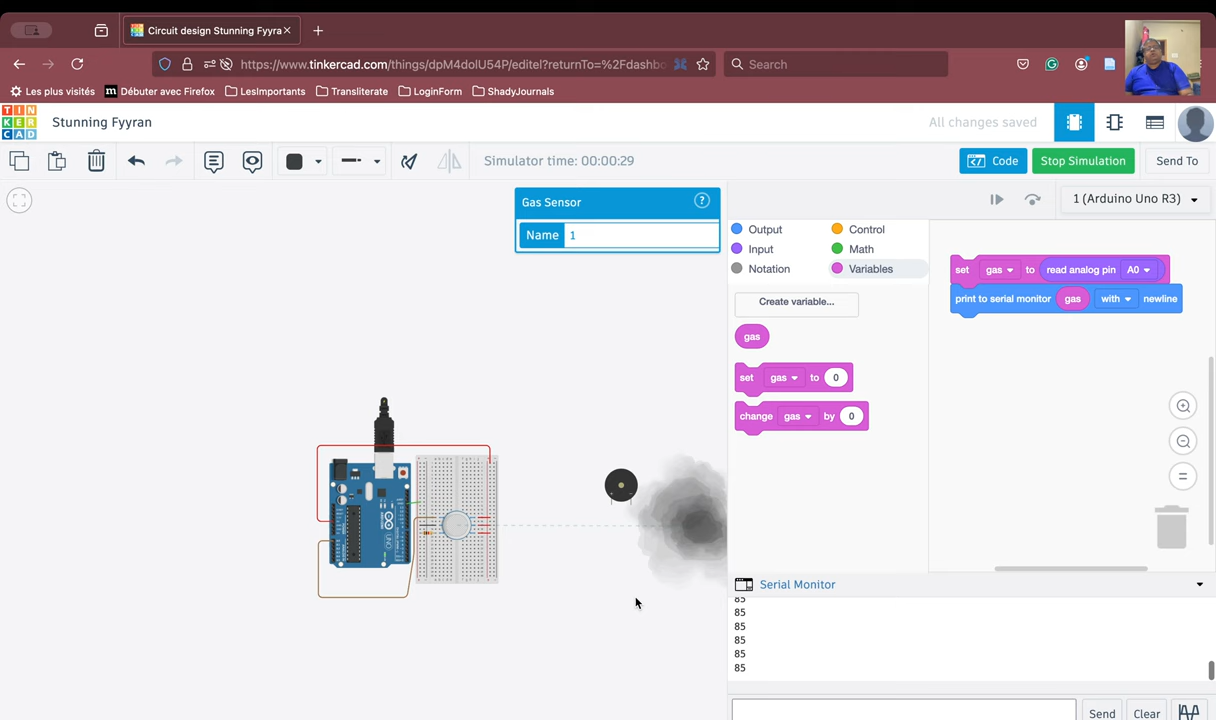 Circuit design Stunning Fyyra
https://www.tinkercad.com/things/dpM4doIU54P/editel?returnTo=%2Fdashbo
Search
Les plus visités
Débuter avec Firefox
LesImportants
Transliterate
LoginForm
ShadyJournals
TIN
KER
CAD
Stunning Fyyran
All changes saved
Simulator time: 00:00:29
Code
Stop Simulation
Send To
Gas Sensor
?
Name 1
1 (Arduino Uno R3)
Output
Control
Input
Math
Notation
Variables
Create variable...
gas
set gas to 0
change gas by 0
set gas to read analog pin A0
print to serial monitor gas with newline
Serial Monitor
85
85
85
85
85
85
Send
Clear